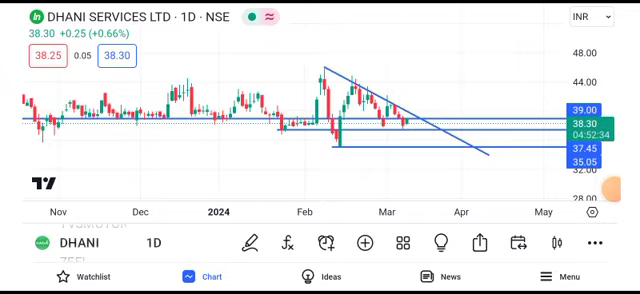 DHANI SERVICES LTD · 1D · NSE
INR
38.30 +0.25 (+0.66%)
38.25 0.05 38.30
48.00
44.00
39.00
38.30
04:52:34
37.45
35.05
32.00
28.00
Nov Dec 2024 Feb Mar Apr May
TVSMOTOR
DHANI 1D
Watchlist Chart Ideas News Menu